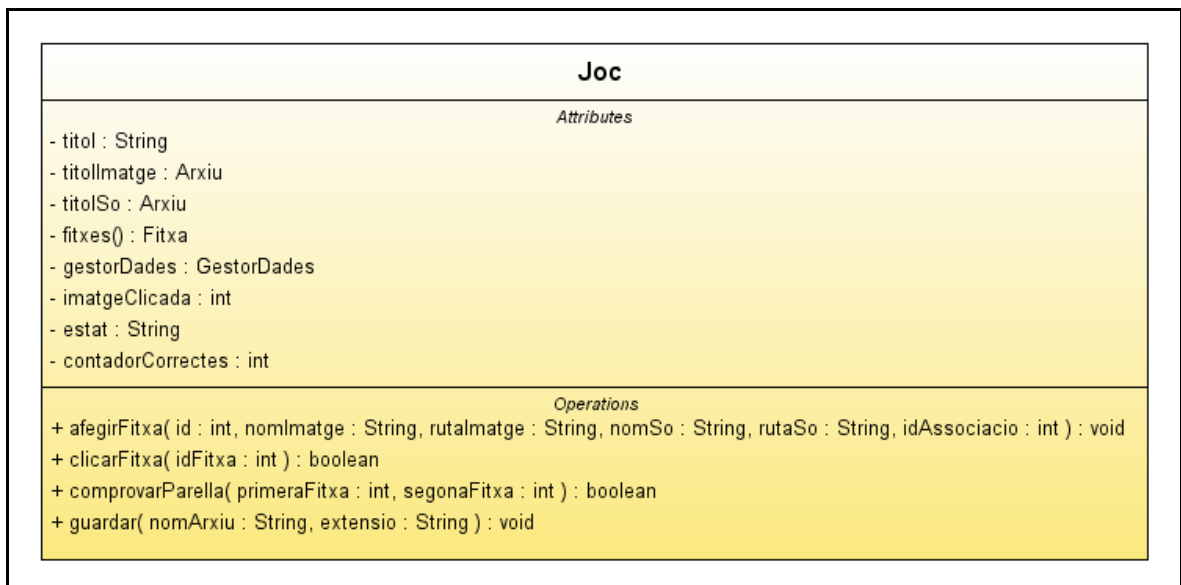 Joc
Attributes
- titol : String
- titolImatge : Arxiu
- titolSo : Arxiu
- fitxes() : Fitxa
- gestorDades : GestorDades
- imatgeClicada : int
- estat : String
- contadorCorrectes : int
Operations
+ afegirFitxa( id : int, nomImatge : String, rutaImatge : String, nomSo : String, rutaSo : String, idAssociacio : int ) : void
+ clicarFitxa( idFitxa : int ) : boolean
+ comprovarParella( primeraFitxa : int, segonaFitxa : int ) : boolean
+ guardar( nomArxiu : String, extensio : String ) : void